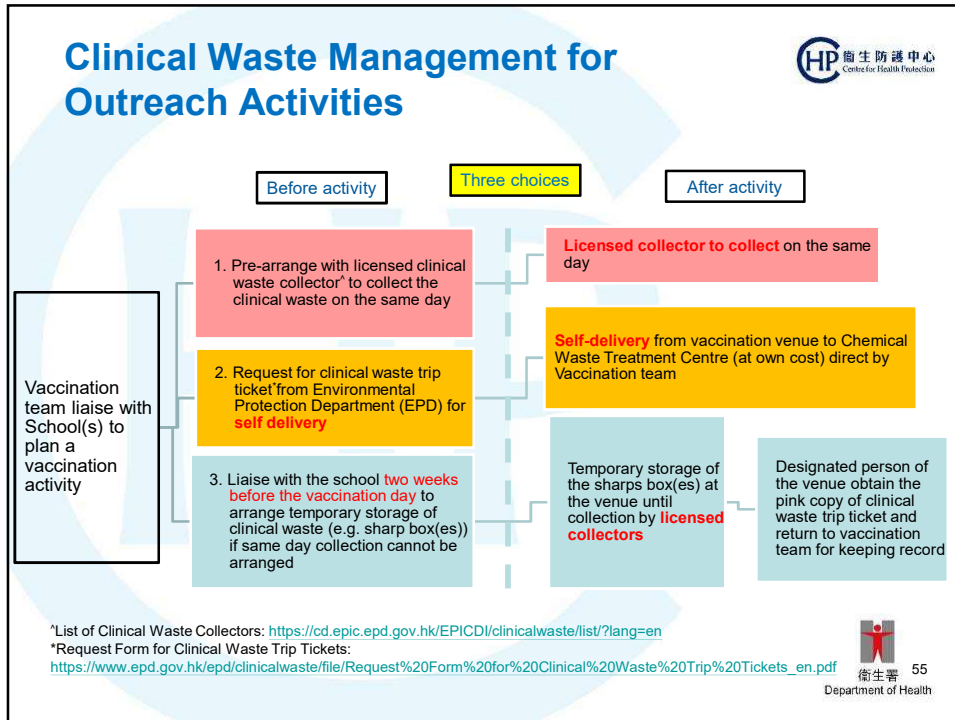 Clinical Waste Management for
Outreach Activities
CHP 衞生防護中心
Centre for Health Protection
Before activity
Three choices
After activity
Vaccination
team liaise with
School(s) to
plan a
vaccination
activity
1. Pre-arrange with licensed clinical
waste collector^ to collect the
clinical waste on the same day
Licensed collector to collect on the same
day
2. Request for clinical waste trip
ticket*from Environmental
Protection Department (EPD) for
self delivery
Self-delivery from vaccination venue to Chemical
Waste Treatment Centre (at own cost) direct by
Vaccination team
3. Liaise with the school two weeks
before the vaccination day to
arrange temporary storage of
clinical waste (e.g. sharp box(es))
if same day collection cannot be
arranged
Temporary storage of
the sharps box(es) at
the venue until
collection by licensed
collectors
Designated person of
the venue obtain the
pink copy of clinical
waste trip ticket and
return to vaccination
team for keeping record
^List of Clinical Waste Collectors: https://cd.epic.epd.gov.hk/EPICDI/clinicalwaste/list/?lang=en
*Request Form for Clinical Waste Trip Tickets:
https://www.epd.gov.hk/epd/clinicalwaste/file/Request%20Form%20for%20Clinical%20Waste%20Trip%20Tickets_en.pdf
衞生署
Department of Health
55